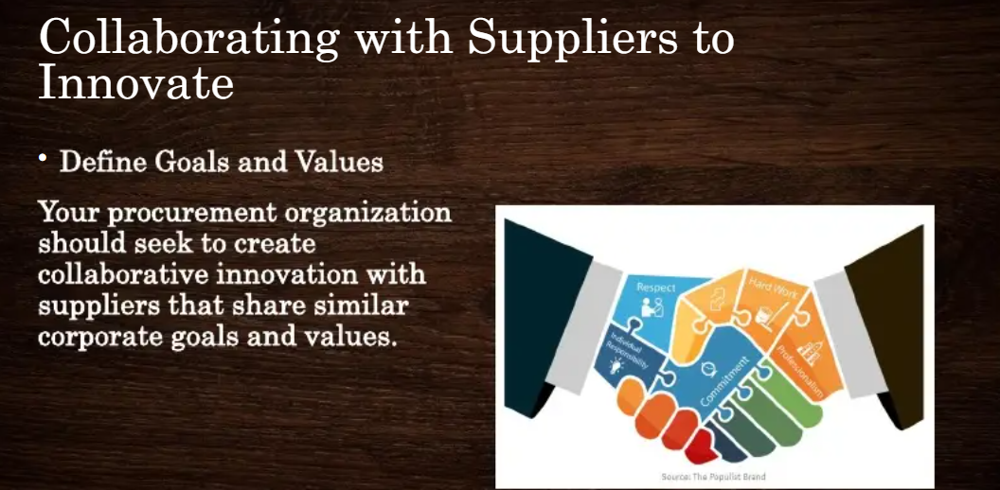 Collaborating with Suppliers to
Innovate
• Define Goals and Values
Your procurement organization
should seek to create
collaborative innovation with
suppliers that share similar
corporate goals and values.
Respect
Hard Work
Individual
Responsibility
Commitment
Professionalism
Source: The Populist Brand